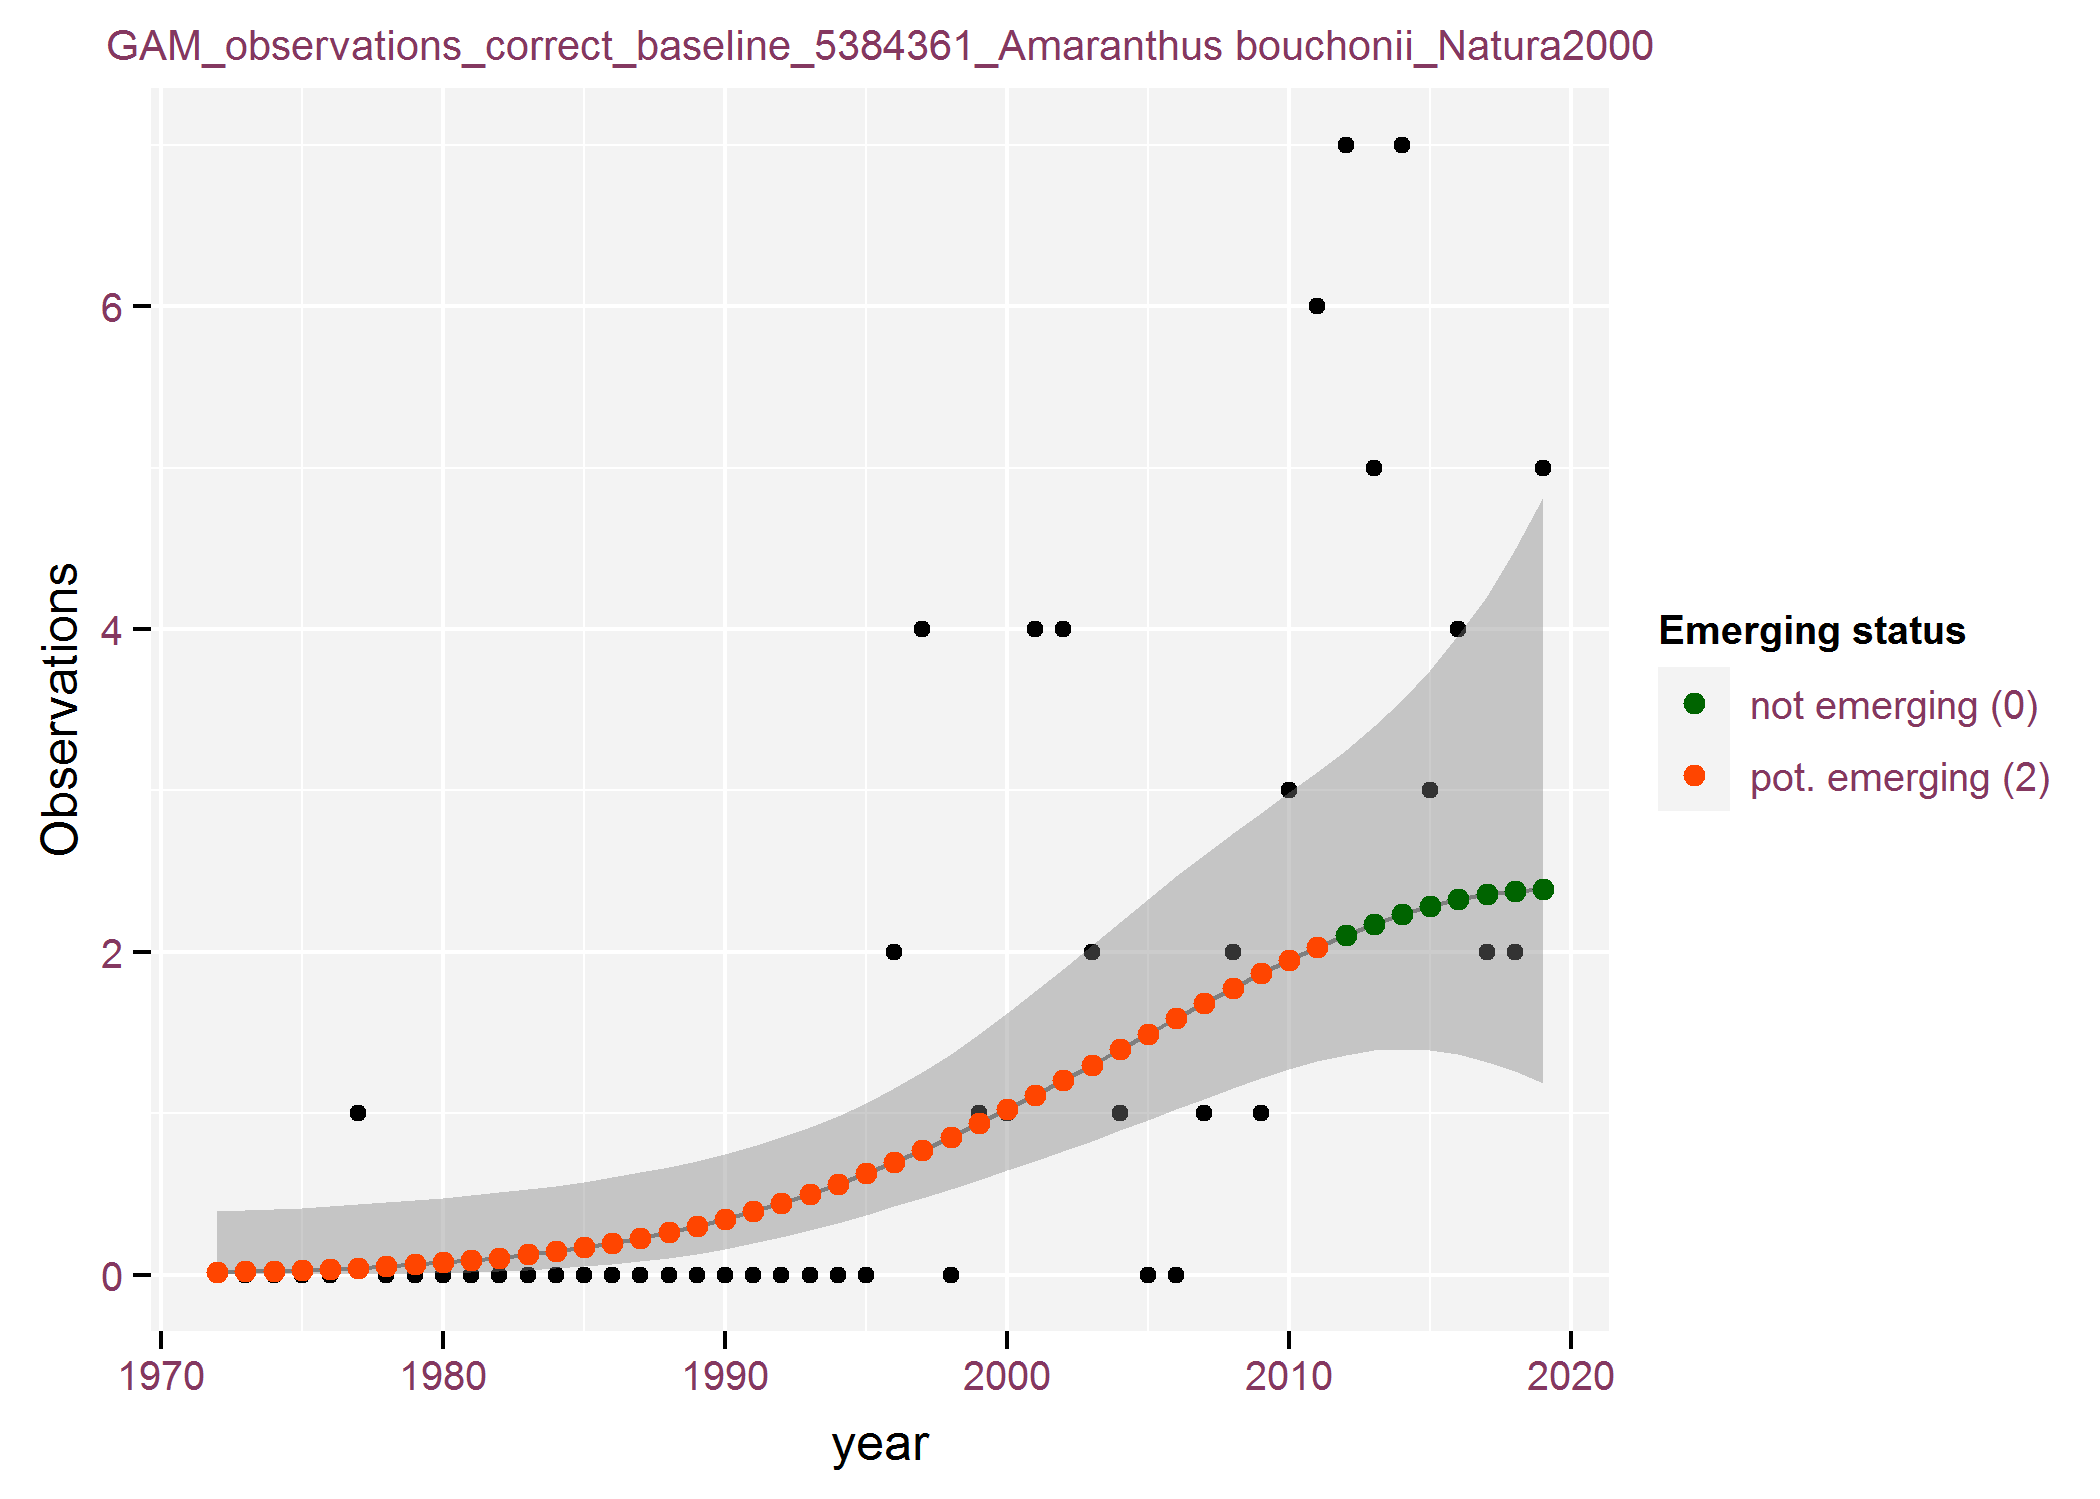 GAM_observations_correct_baseline_5384361_Amaranthus bouchonii_Natura2000
Observations
6
4
2
0
1970 1980 1990 2000 2010 2020
year
Emerging status
not emerging (0)
pot. emerging (2)